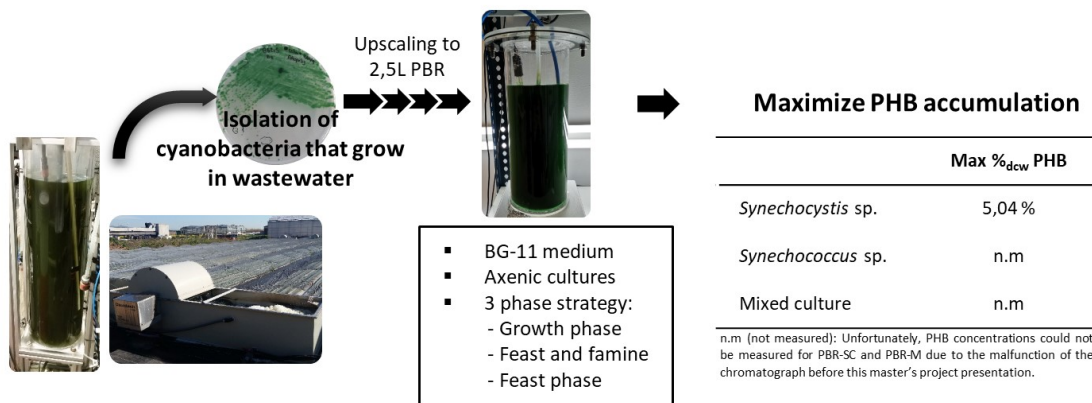 Upscaling to
2,5L PBR
Isolation of
cyanobacteria that grow
in wastewater
▪ BG-11 medium
▪ Axenic cultures
▪ 3 phase strategy:
- Growth phase
- Feast and famine
- Feast phase
Maximize PHB accumulation
Max %dcw PHB
Synechocystis sp. 5,04 %
Synechococcus sp. n.m
Mixed culture n.m
n.m (not measured): Unfortunately, PHB concentrations could not
be measured for PBR-SC and PBR-M due to the malfunction of the
chromatograph before this master's project presentation.